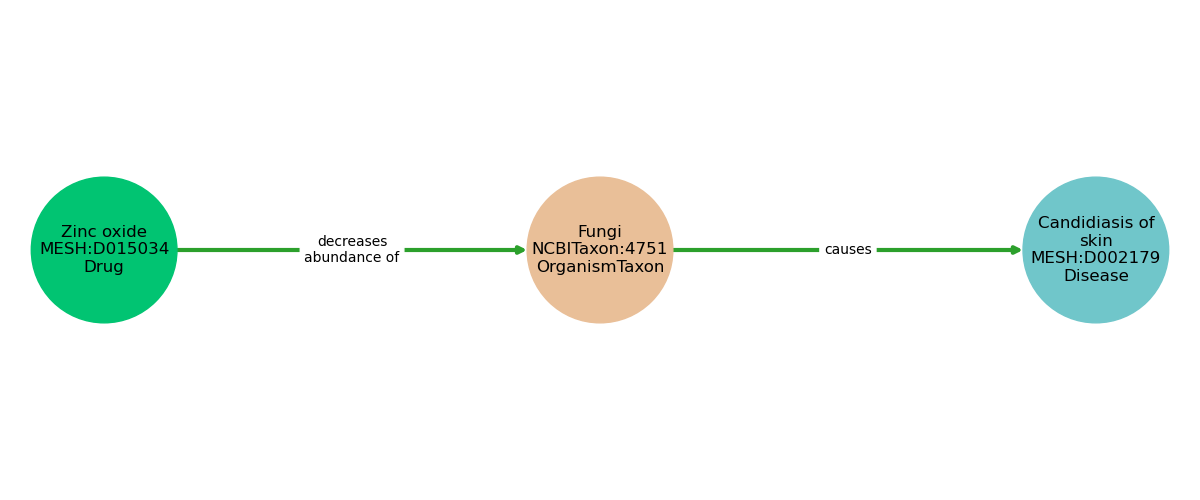 Zinc oxide
MESH:D015034
Drug
decreases
abundance of
Fungi
NCBITaxon:4751
OrganismTaxon
causes
Candidiasis of
skin
MESH:D002179
Disease